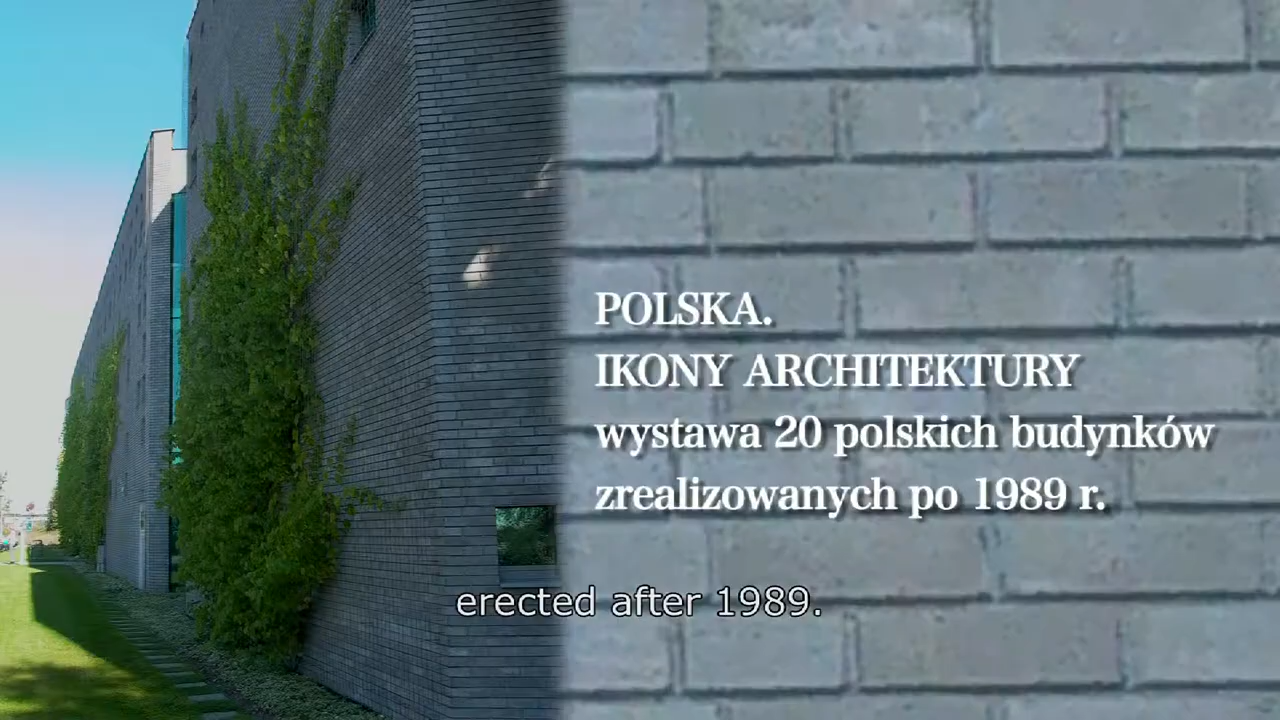 POLSKA.
IKONY ARCHITEKTURY
wystawa 20 polskich budynków
zrealizowanych po 1989 r.
erected after 1989.